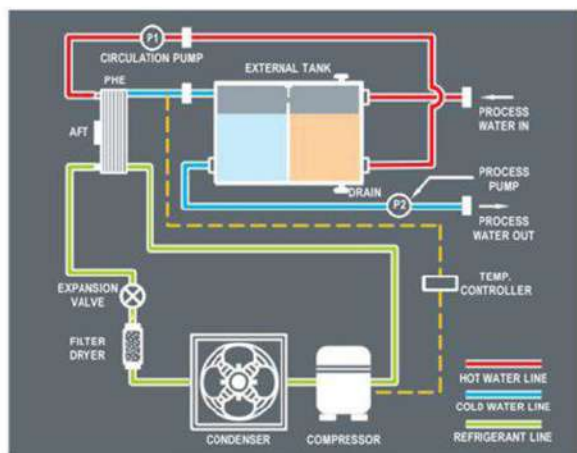 P1
CIRCULATION PUMP
PHE
EXTERNAL TANK
AFT
PROCESS
WATER IN
PROCESS
PUMP
DRAIN
P2
PROCESS
WATER OUT
EXPANSION
VALVE
TEMP.
CONTROLLER
FILTER
DRYER
HOT WATER LINE
COLD WATER LINE
REFRIGERANT LINE
CONDENSER
COMPRESSOR